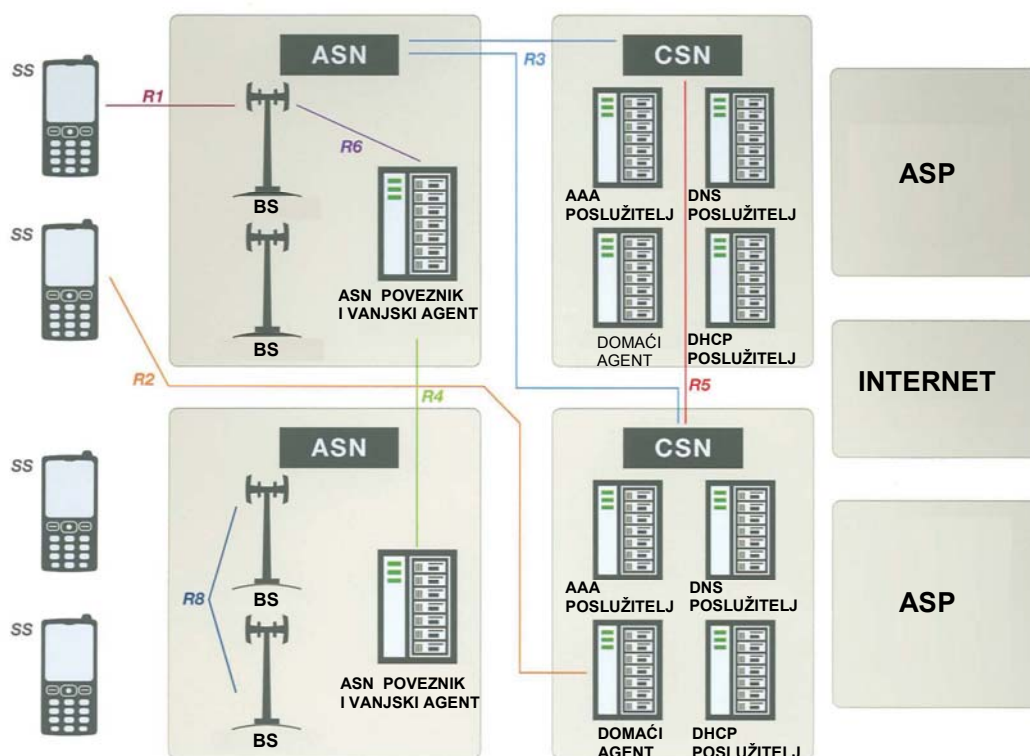 ASN
CSN
SS
R1
R3
R6
BS
AAA
POSLUŽITELJ
DNS
POSLUŽITELJ
ASP
SS
BS
ASN POVEZNIK
I VANJSKI AGENT
DOMAĆI
AGENT
DHCP
POSLUŽITELJ
R2
R4
R5
INTERNET
ASN
CSN
SS
R8
BS
AAA
POSLUŽITELJ
DNS
POSLUŽITELJ
ASP
SS
BS
ASN POVEZNIK
I VANJSKI AGENT
DOMAĆI
AGENT
DHCP
POSLUŽITELJ